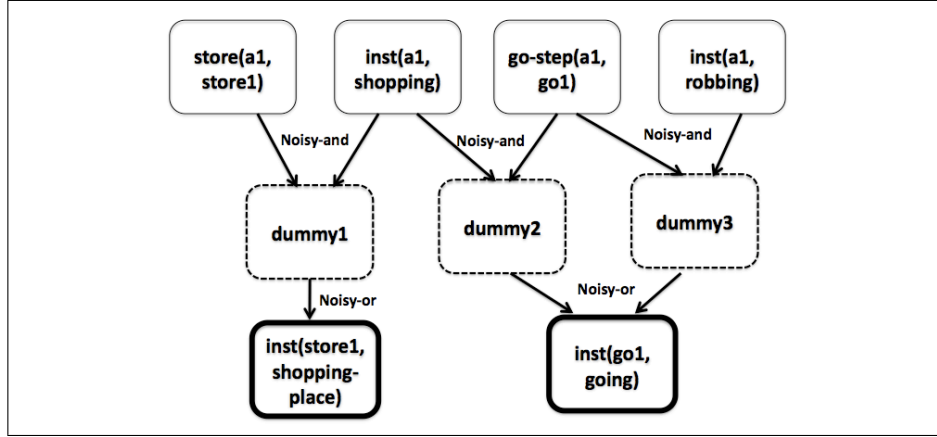 store(a1,
store1)
inst(a1,
shopping)
go-step(a1,
go1)
inst(a1,
robbing)
Noisy-and
Noisy-and
Noisy-and
dummy1
dummy2
dummy3
Noisy-or
Noisy-or
inst(store1,
shopping-
place)
inst(go1,
going)